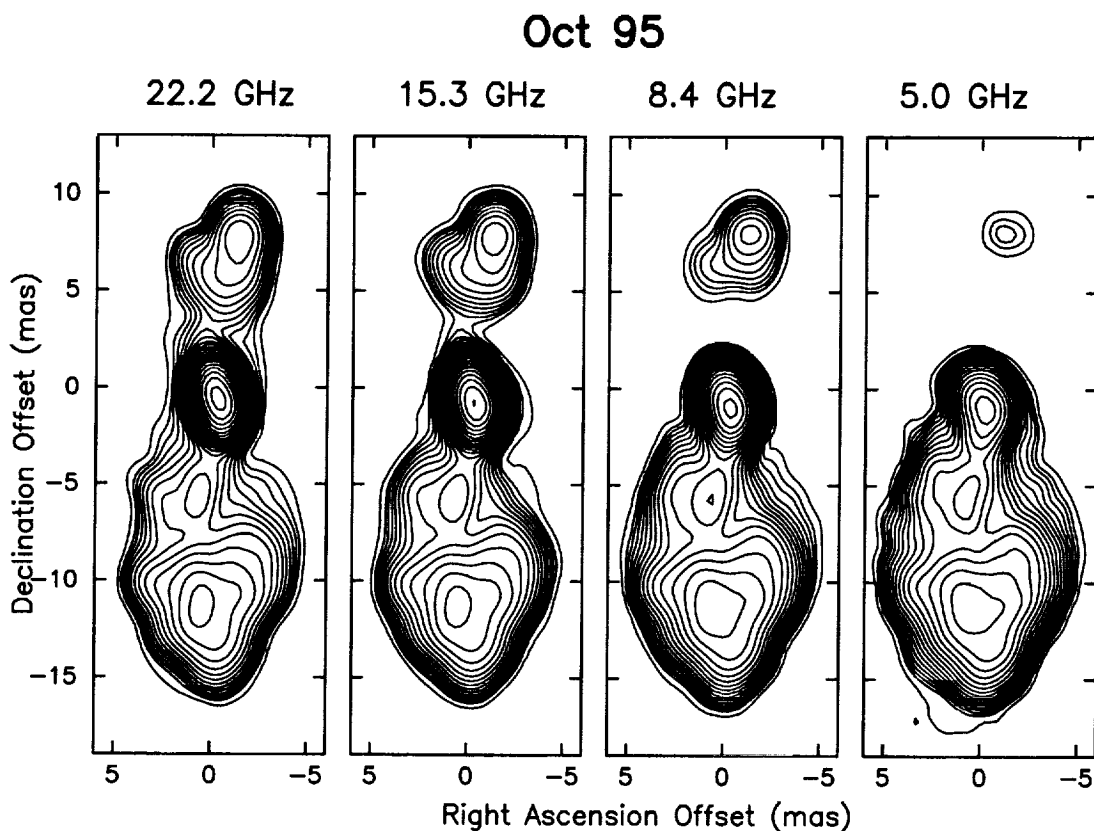 Oct 95
22.2 GHz 15.3 GHz 8.4 GHz 5.0 GHz
Declination Offset (mas)
10
5
0
−5
−10
−15
5 0 −5 5 0 −5 5 0 −5 5 0 −5
Right Ascension Offset (mas)